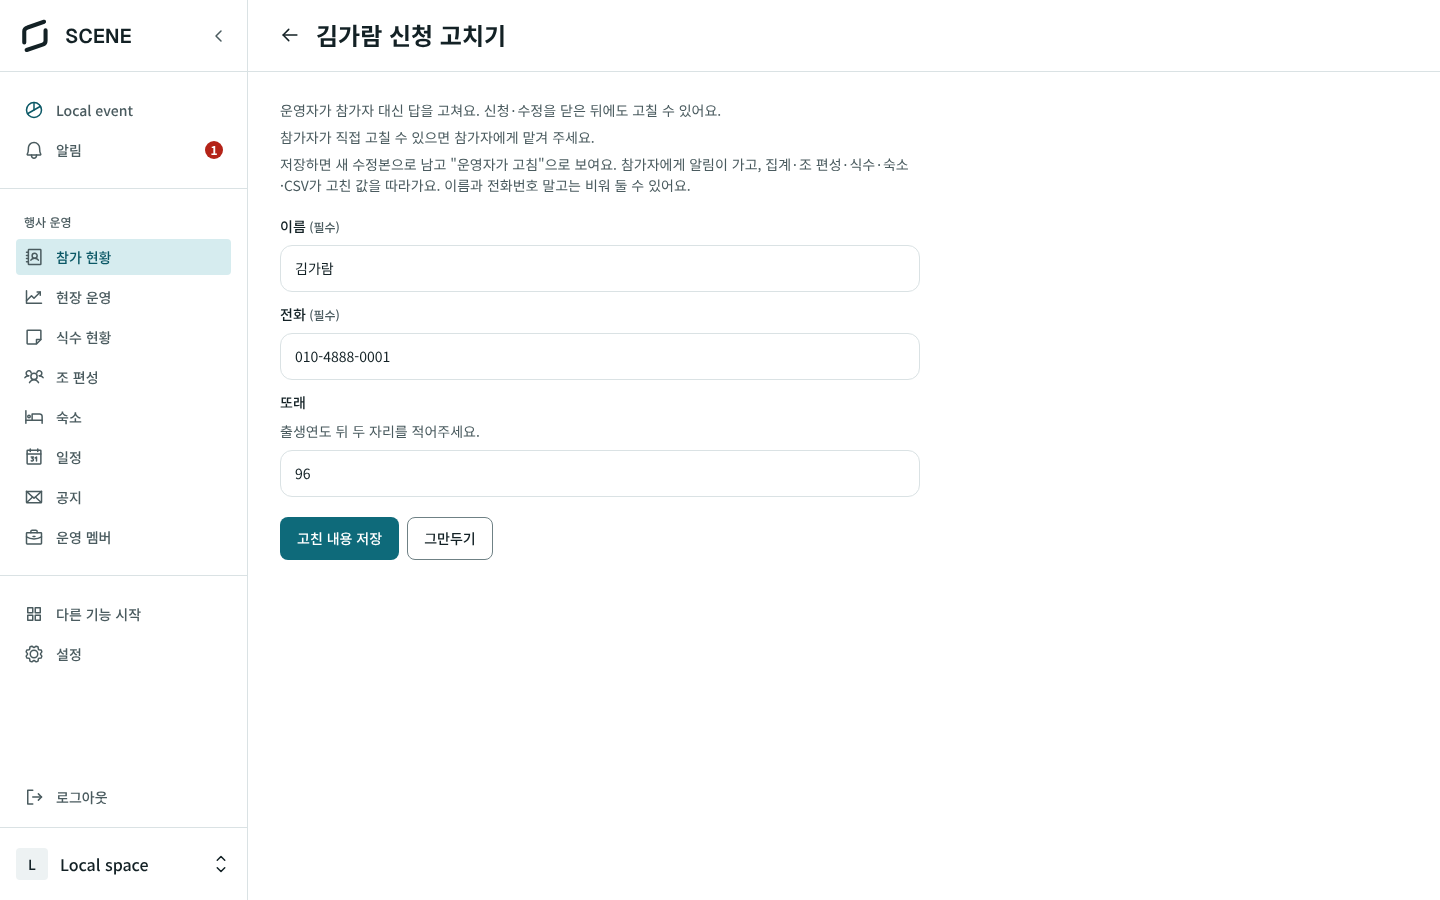 SCENE
Local event
알림
1
행사 운영
참가 현황
현장 운영
식수 현황
조 편성
숙소
31
일정
공지
운영 멤버
다른 기능 시작
설정
로그아웃
L
Local space
김가람 신청 고치기
운영자가 참가자 대신 답을 고쳐요. 신청·수정을 닫은 뒤에도 고칠 수 있어요.
참가자가 직접 고칠 수 있으면 참가자에게 맡겨 주세요.
저장하면 새 수정본으로 남고 "운영자가 고침"으로 보여요. 참가자에게 알림이 가고, 집계·조 편성·식수·숙소
·CSV가 고친 값을 따라가요. 이름과 전화번호 말고는 비워 둘 수 있어요.
이름 (필수)
김가람
전화 (필수)
010-4888-0001
또래
출생연도 뒤 두 자리를 적어주세요.
96
고친 내용 저장
그만두기